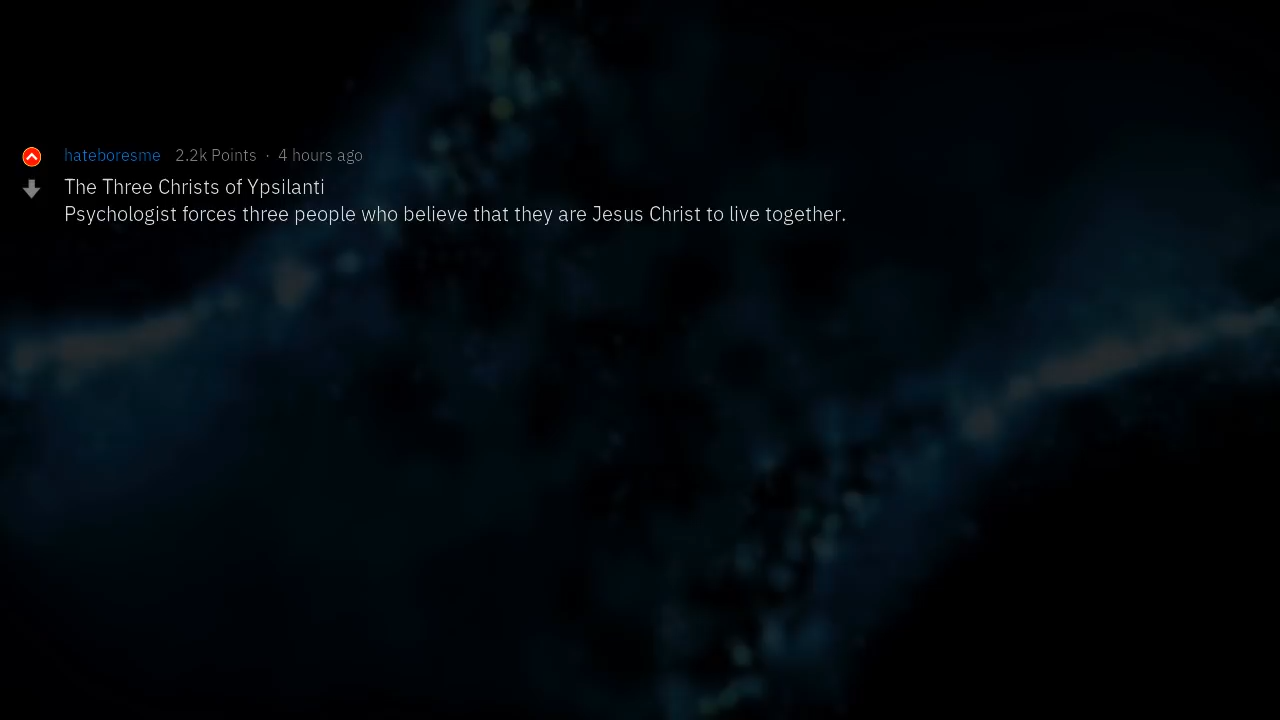 hateboresme 2.2k Points · 4 hours ago
The Three Christs of Ypsilanti
Psychologist forces three people who believe that they are Jesus Christ to live together.